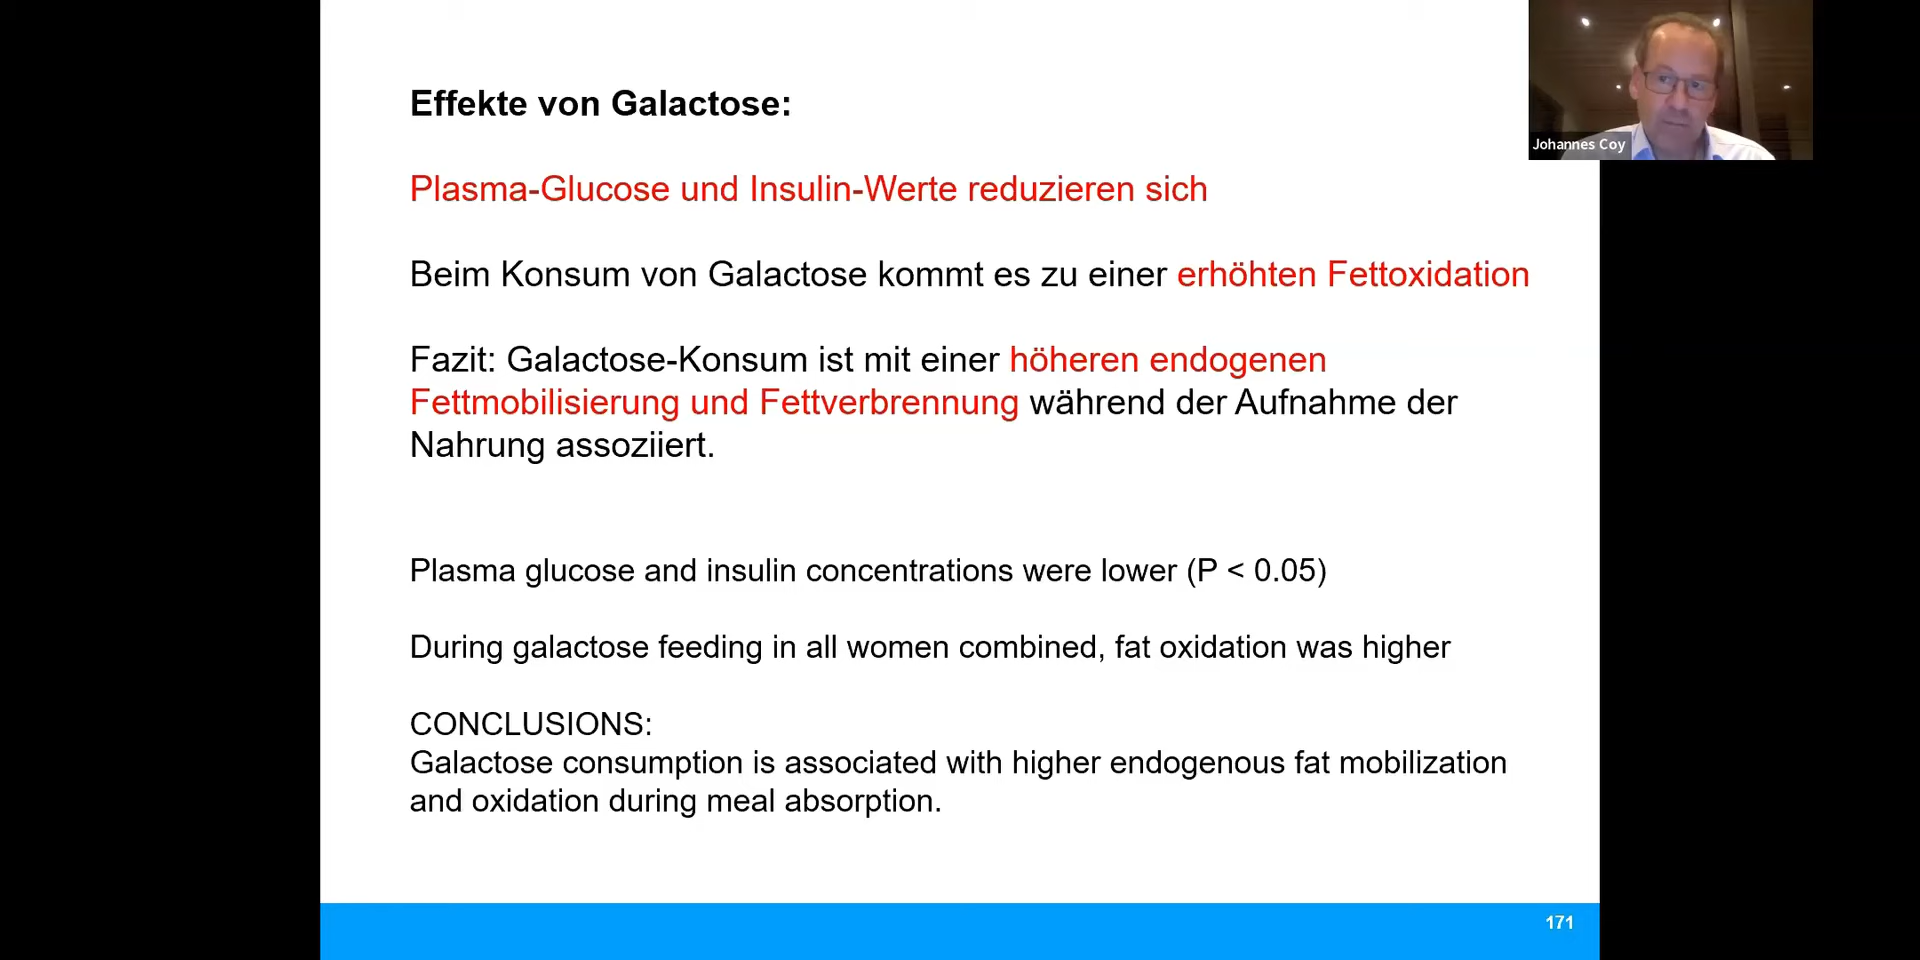 Effekte von Galactose:
Plasma-Glucose und Insulin-Werte reduzieren sich
Beim Konsum von Galactose kommt es zu einer erhöhten Fettoxidation
Fazit: Galactose-Konsum ist mit einer höheren endogenen
Fettmobilisierung und Fettverbrennung während der Aufnahme der
Nahrung assoziiert.
Plasma glucose and insulin concentrations were lower (P < 0.05)
During galactose feeding in all women combined, fat oxidation was higher
CONCLUSIONS:
Galactose consumption is associated with higher endogenous fat mobilization
and oxidation during meal absorption.
171
Johannes Coy